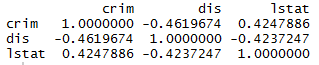 crim dis lstat
crim 1.0000000 -0.4619674 0.4247886
dis -0.4619674 1.0000000 -0.4237247
lstat 0.4247886 -0.4237247 1.0000000